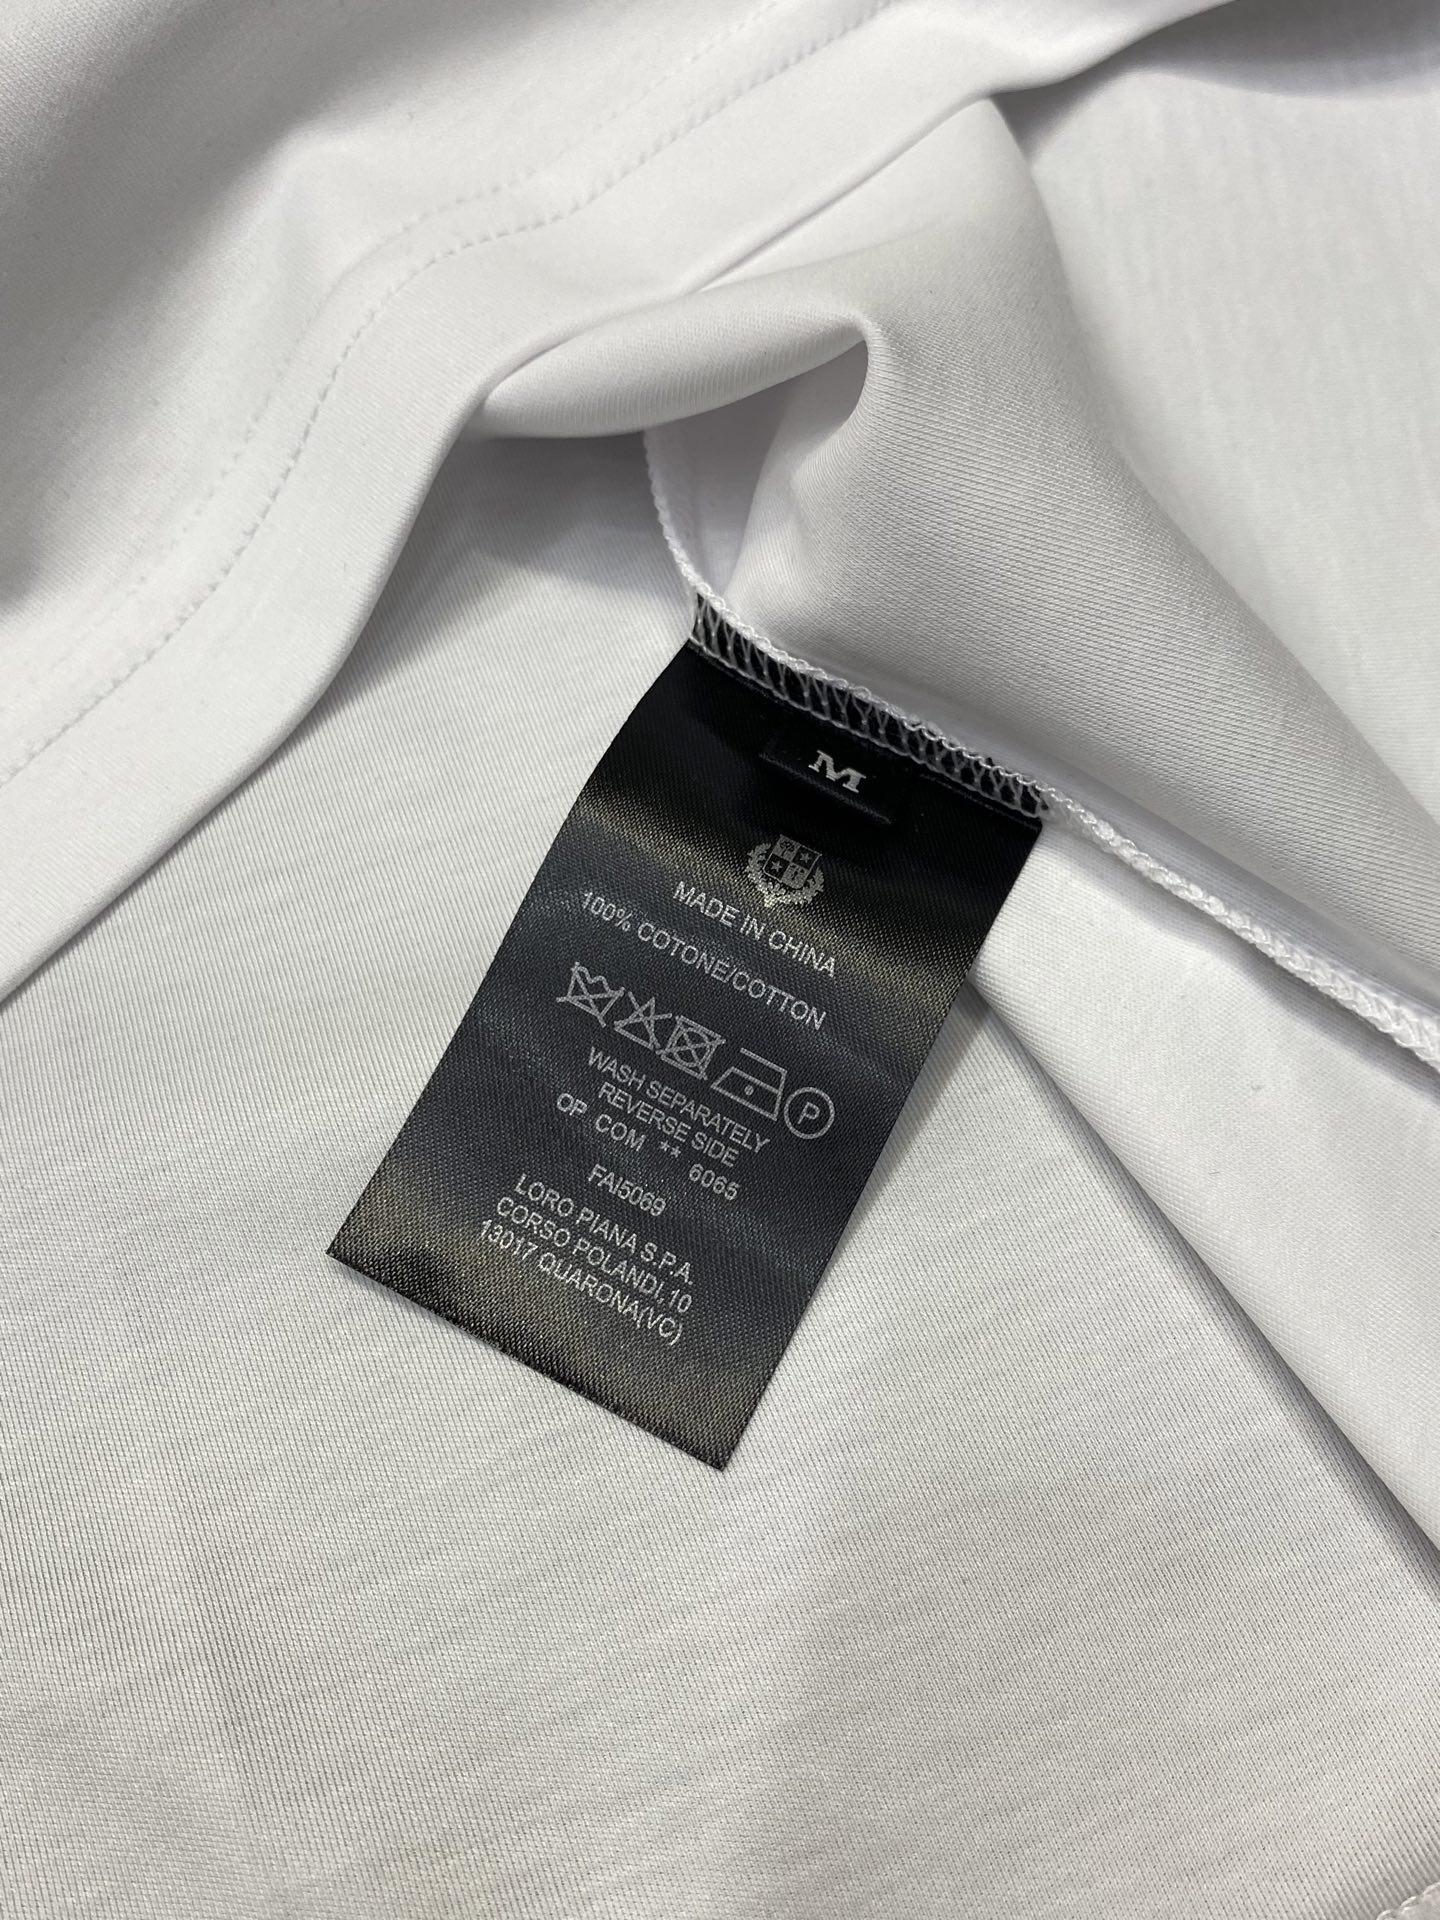 M
MADE IN CHINA
100% COTONE/COTTON
P
WASH SEPARATELY
REVERSE SIDE
OP COM ** 6065
FAI5069
LORO PIANA S.P.A.
CORSO POLANDI, 10
13017 QUARONA(VC)